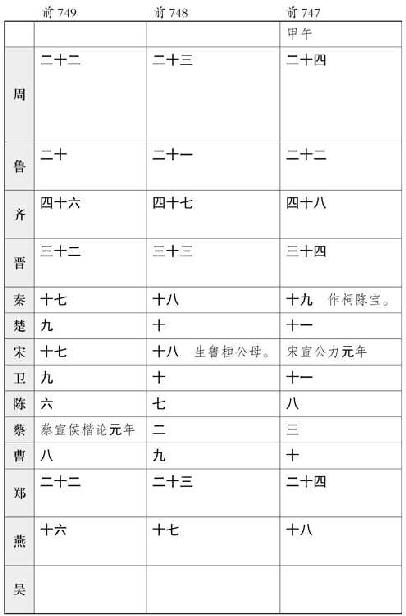 前749 前748 前747
甲午
周 二十二 二十三 二十四
鲁 二十 二十一 二十二
齐 四十六 四十七 四十八
晋 三十二 三十三 三十四
秦 十七 十八 十九 作祠陈宝。
楚 九 十 十一
宋 十七 十八 生鲁桓公母。 宋宣公力元年
卫 九 十 十一
陈 六 七 八
蔡 蔡宣侯楷论元年 二 三
曹 八 九 十
郑 二十二 二十三 二十四
燕 十六 十七 十八
吴